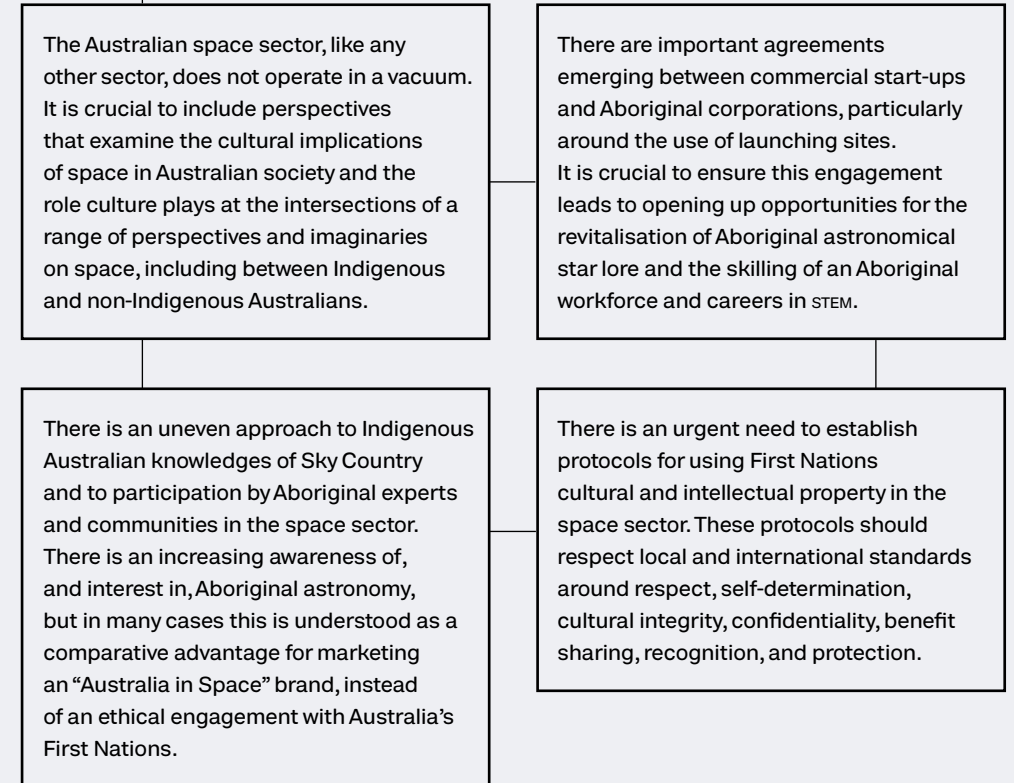 The Australian space sector, like any
other sector, does not operate in a vacuum.
It is crucial to include perspectives
that examine the cultural implications
of space in Australian society and the
role culture plays at the intersections of a
range of perspectives and imaginaries
on space, including between Indigenous
and non-Indigenous Australians.
There are important agreements
emerging between commercial start-ups
and Aboriginal corporations, particularly
around the use of launching sites.
It is crucial to ensure this engagement
leads to opening up opportunities for the
revitalisation of Aboriginal astronomical
star lore and the skilling of an Aboriginal
workforce and careers in STEM.
There is an uneven approach to Indigenous
Australian knowledges of Sky Country
and to participation by Aboriginal experts
and communities in the space sector.
There is an increasing awareness of,
and interest in, Aboriginal astronomy,
but in many cases this is understood as a
comparative advantage for marketing
an “Australia in Space” brand, instead
of an ethical engagement with Australia’s
First Nations.
There is an urgent need to establish
protocols for using First Nations
cultural and intellectual property in the
space sector. These protocols should
respect local and international standards
around respect, self-determination,
cultural integrity, confidentiality, benefit
sharing, recognition, and protection.